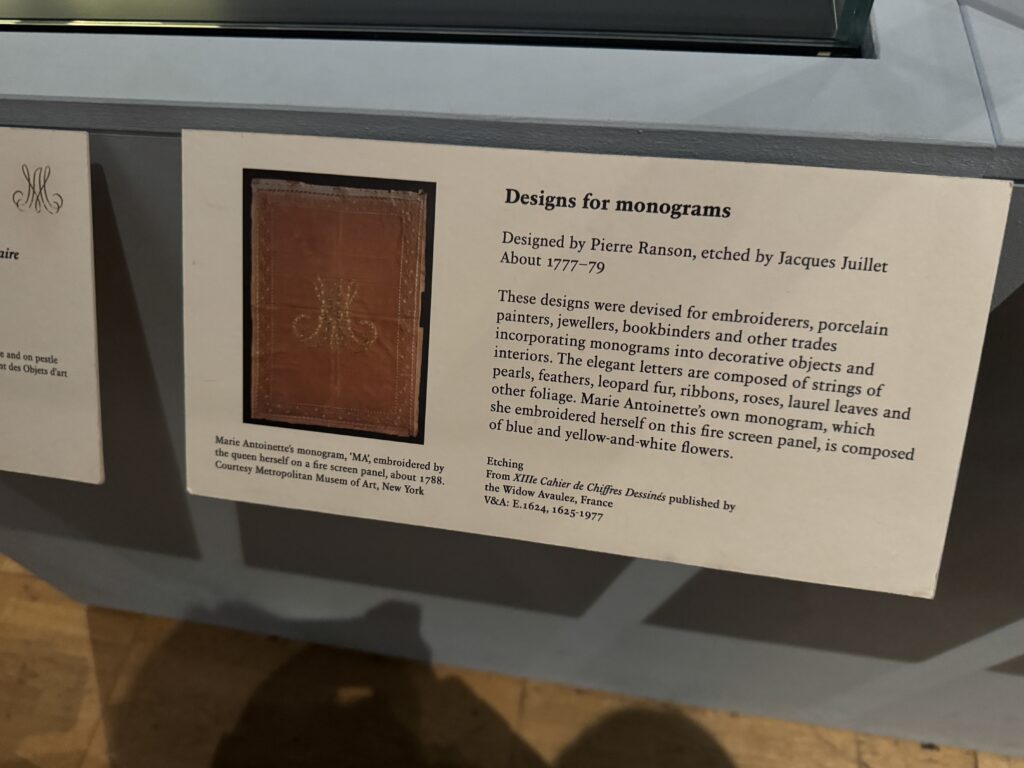 aire
e and on pestle
nt des Objets d'art
Marie Antoinette's monogram, 'MA', embroidered by
the queen herself on a fire screen panel, about 1788.
Courtesy Metropolitan Musem of Art, New York
Designs for monograms
Designed by Pierre Ranson, etched by Jacques Juillet
About 1777–79
These designs were devised for embroiderers, porcelain
painters, jewellers, bookbinders and other trades
incorporating monograms into decorative objects and
interiors. The elegant letters are composed of strings of
pearls, feathers, leopard fur, ribbons, roses, laurel leaves and
other foliage. Marie Antoinette's own monogram, which
she embroidered herself on this fire screen panel, is composed
of blue and yellow-and-white flowers.
Etching
From XIIIe Cahier de Chiffres Dessinés published by
the Widow Avaulez, France
V&A: E.1624, 1625-1977